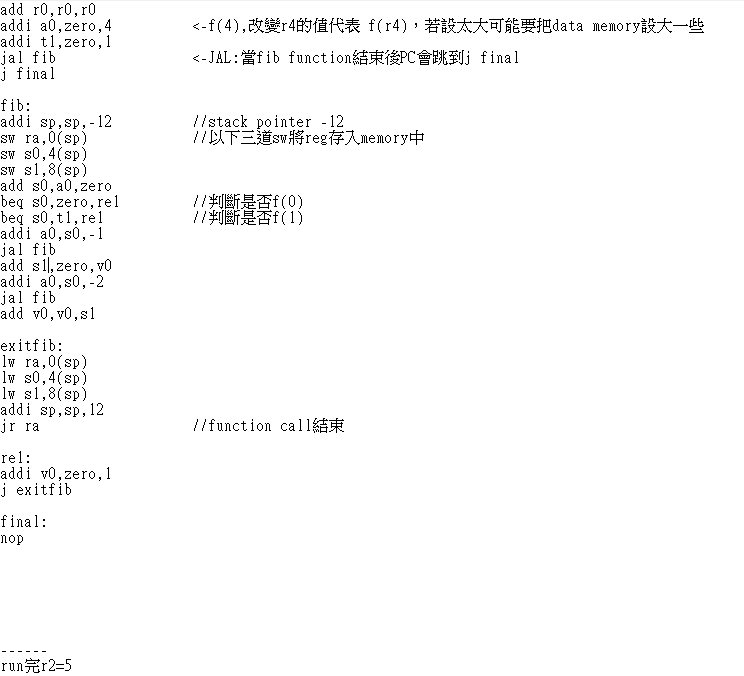 add r0,r0,r0
addi a0,zero,4 <-f(4),改變r4的值代表 f(r4),若設太大可能要把data memory設大一些
addi t1,zero,1
jal fib <-JAL:當fib function結束後PC會跳到j final
j final
fib:
addi sp,sp,-12 //stack pointer -12
sw ra,0(sp) //以下三道sw將reg存入memory中
sw s0,4(sp)
sw s1,8(sp)
add s0,a0,zero
beq s0,zero,re1 //判斷是否f(0)
beq s0,t1,re1 //判斷是否f(1)
addi a0,s0,-1
jal fib
add s1,zero,v0
addi a0,s0,-2
jal fib
add v0,v0,s1
exitfib:
lw ra,0(sp)
lw s0,4(sp)
lw s1,8(sp)
addi sp,sp,12
jr ra //function call結束
re1:
addi v0,zero,1
j exitfib
final:
nop
------
run完r2=5